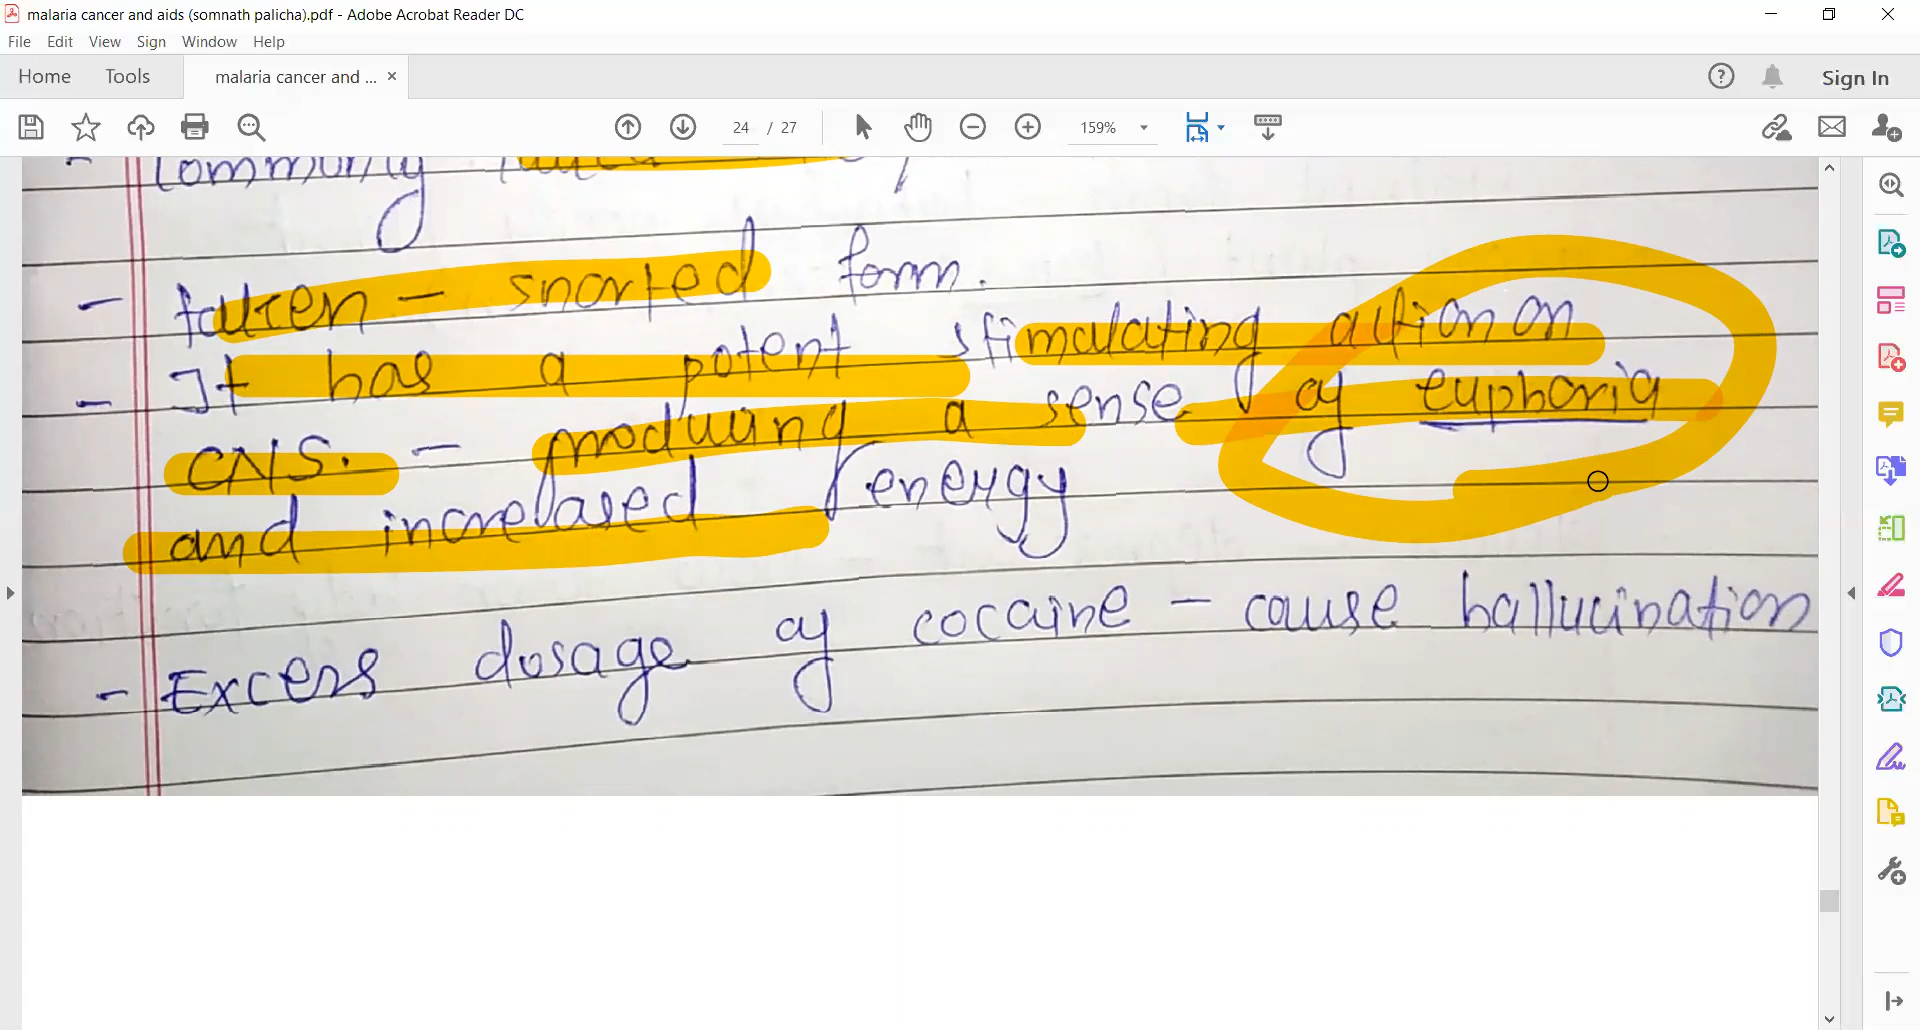 malaria cancer and aids (somnath palicha).pdf - Adobe Acrobat Reader DC
File Edit View Sign Window Help
Home Tools malaria cancer and ... × Sign In
24 / 27 159%
- Commonly
- taken - snorted form.
- It has a potent stimulating action on
CNS. - producing a sense of euphoria
and increased energy
- Excess dosage of cocaine - cause hallucination